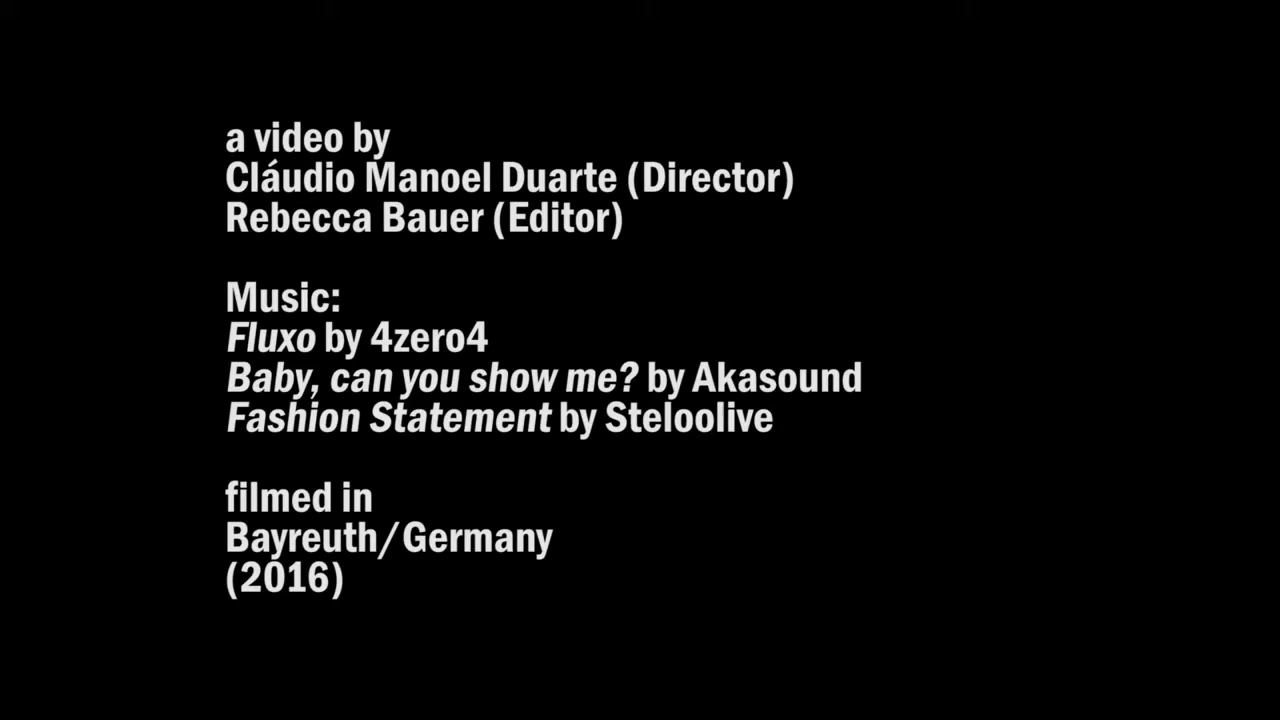 a video by
Cláudio Manoel Duarte (Director)
Rebecca Bauer (Editor)
Music:
Fluxo by 4zero4
Baby, can you show me? by Akasound
Fashion Statement by Steloolive
filmed in
Bayreuth/Germany
(2016)